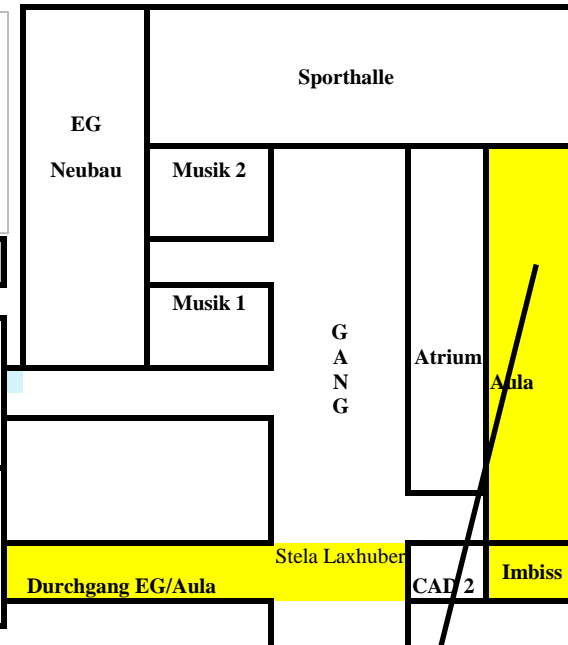 Sporthalle
EG
Neubau
Musik 2
Musik 1
G
A
N
G
Atrium
Aula
Stela Laxhuber
Durchgang EG/Aula
CAD 2
Imbiss